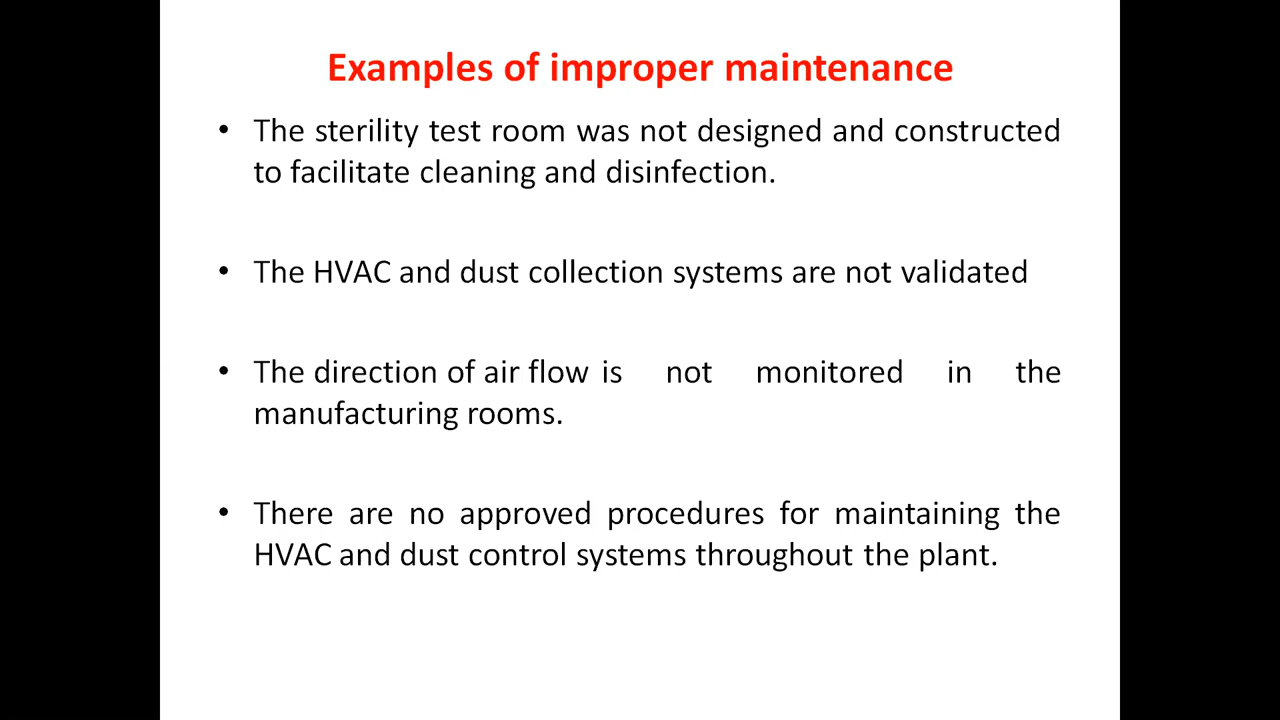 Examples of improper maintenance
• The sterility test room was not designed and constructed
to facilitate cleaning and disinfection.
• The HVAC and dust collection systems are not validated
• The direction of air flow is not monitored in the
manufacturing rooms.
• There are no approved procedures for maintaining the
HVAC and dust control systems throughout the plant.